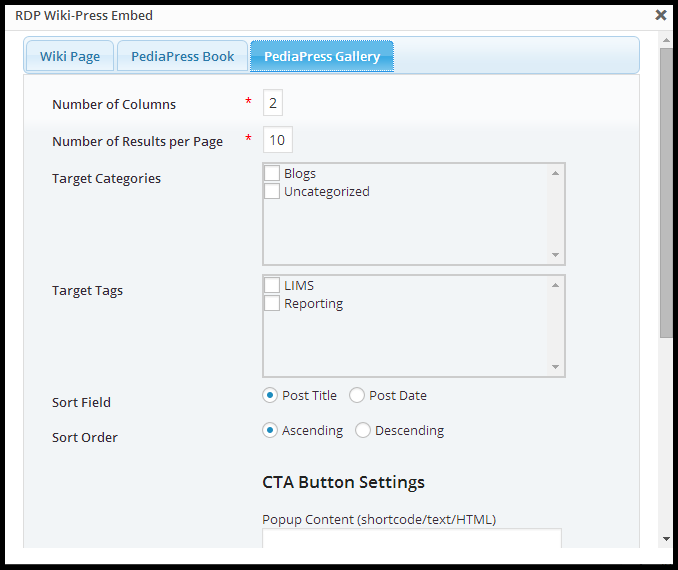 RDP Wiki-Press Embed
Wiki Page PediaPress Book PediaPress Gallery
Number of Columns * 2
Number of Results per Page * 10
Target Categories
Blogs
Uncategorized
Target Tags
LIMS
Reporting
Sort Field Post Title Post Date
Sort Order Ascending Descending
CTA Button Settings
Popup Content (shortcode/text/HTML)